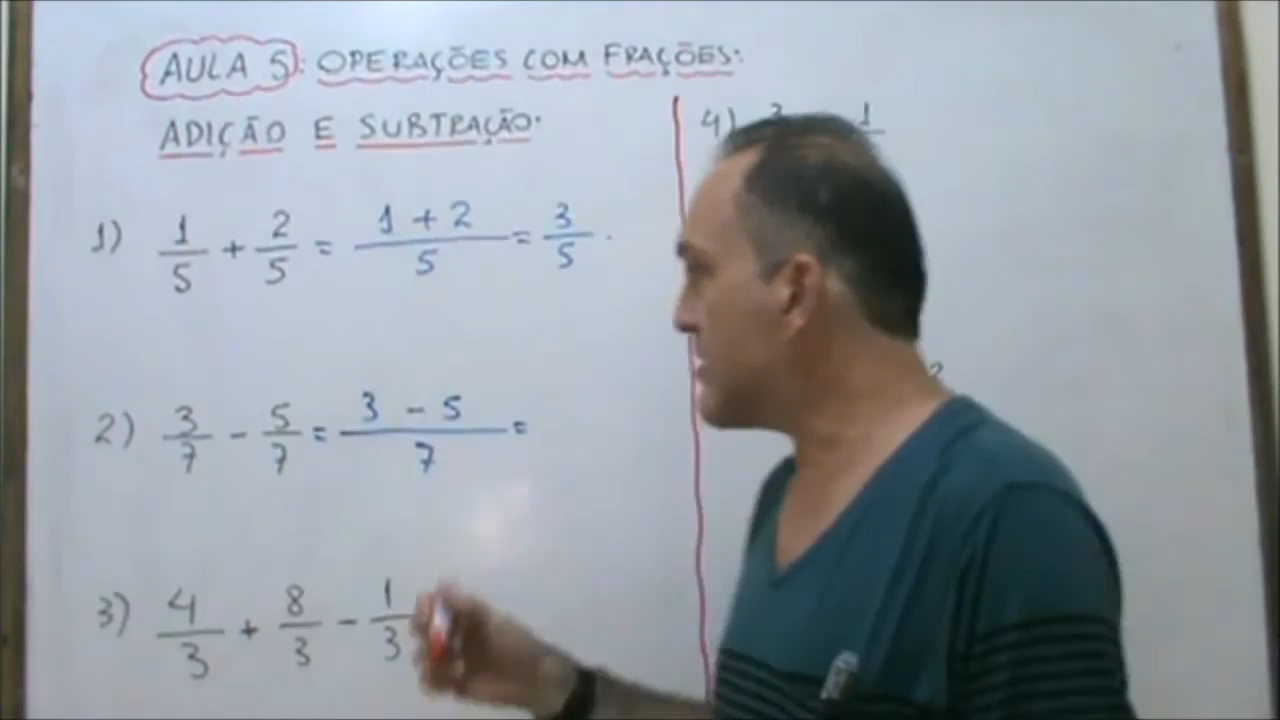 AULA 5: OPERAÇÕES COM FRAÇÕES:
ADIÇÃO E SUBTRAÇÃO.
1) 1/5 + 2/5 = (1 + 2)/5 = 3/5 .
2) 3/7 - 5/7 = (3 - 5)/7 =
3) 4/3 + 8/3 - 1/3
4) 1